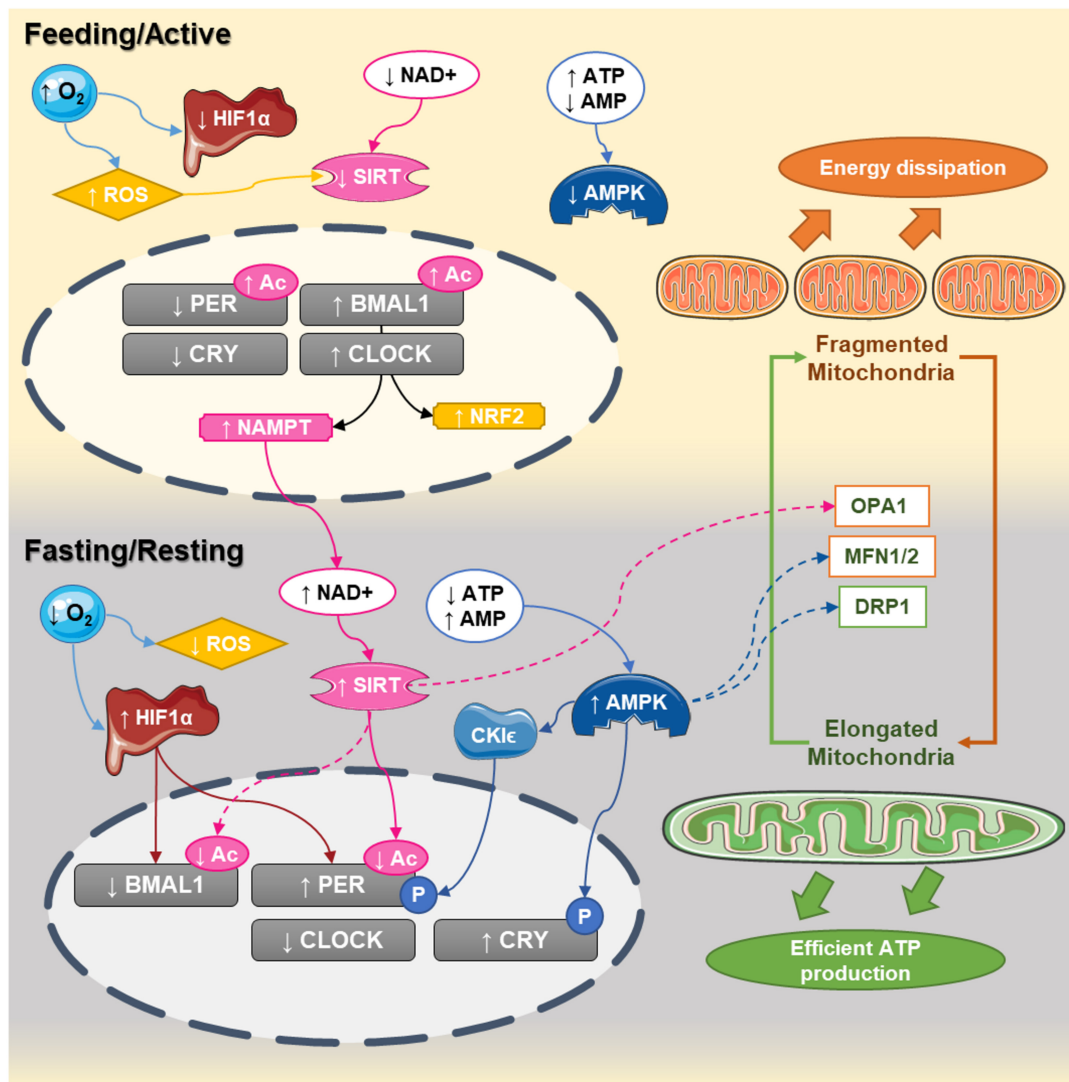 Feeding/Active
↑ O2
↓ HIF1α
↑ ROS
↓ NAD+
↓ SIRT
↑ ATP
↓ AMP
↓ AMPK
Energy dissipation
↑ Ac
↓ PER
↑ Ac
↑ BMAL1
↓ CRY
↑ CLOCK
↑ NAMPT
↑ NRF2
Fragmented
Mitochondria
OPA1
MFN1/2
DRP1
Elongated
Mitochondria
Fasting/Resting
↓ O2
↓ ROS
↑ HIF1α
↑ NAD+
↑ SIRT
↓ ATP
↑ AMP
↑ AMPK
CKIϵ
↓ Ac
↓ BMAL1
↓ Ac
↑ PER
P
↓ CLOCK
P
↑ CRY
Efficient ATP
production